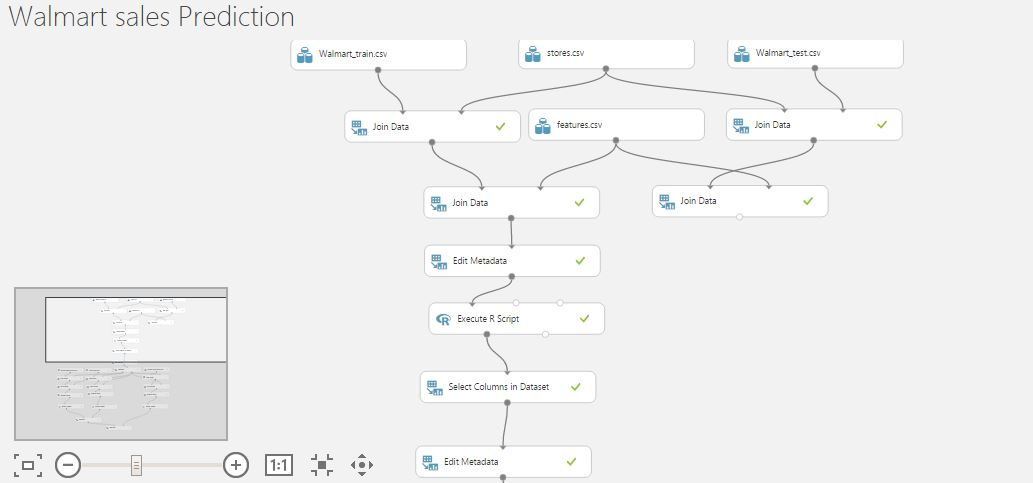 Walmart sales Prediction
Walmart_train.csv
stores.csv
Walmart_test.csv
Join Data
features.csv
Join Data
Join Data
Join Data
Edit Metadata
Execute R Script
Select Columns in Dataset
Edit Metadata
1:1